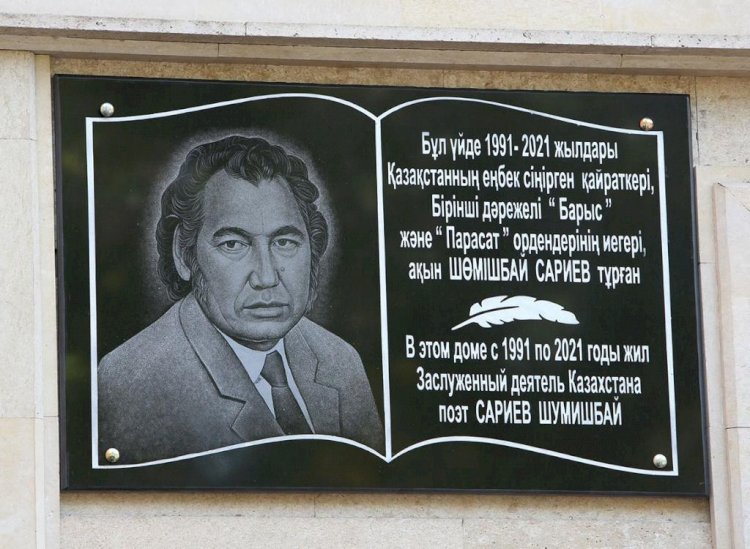 Бұл үйде 1991- 2021 жылдары
Қазақстанның еңбек сіңірген қайраткері,
Бірінші дәрежелі “ Барыс ”
және “ Парасат ” ордендерінің иегері,
ақын ШӨМІШБАЙ САРИЕВ тұрған
В этом доме с 1991 по 2021 годы жил
Заслуженный деятель Казахстана
поэт САРИЕВ ШУМИШБАЙ